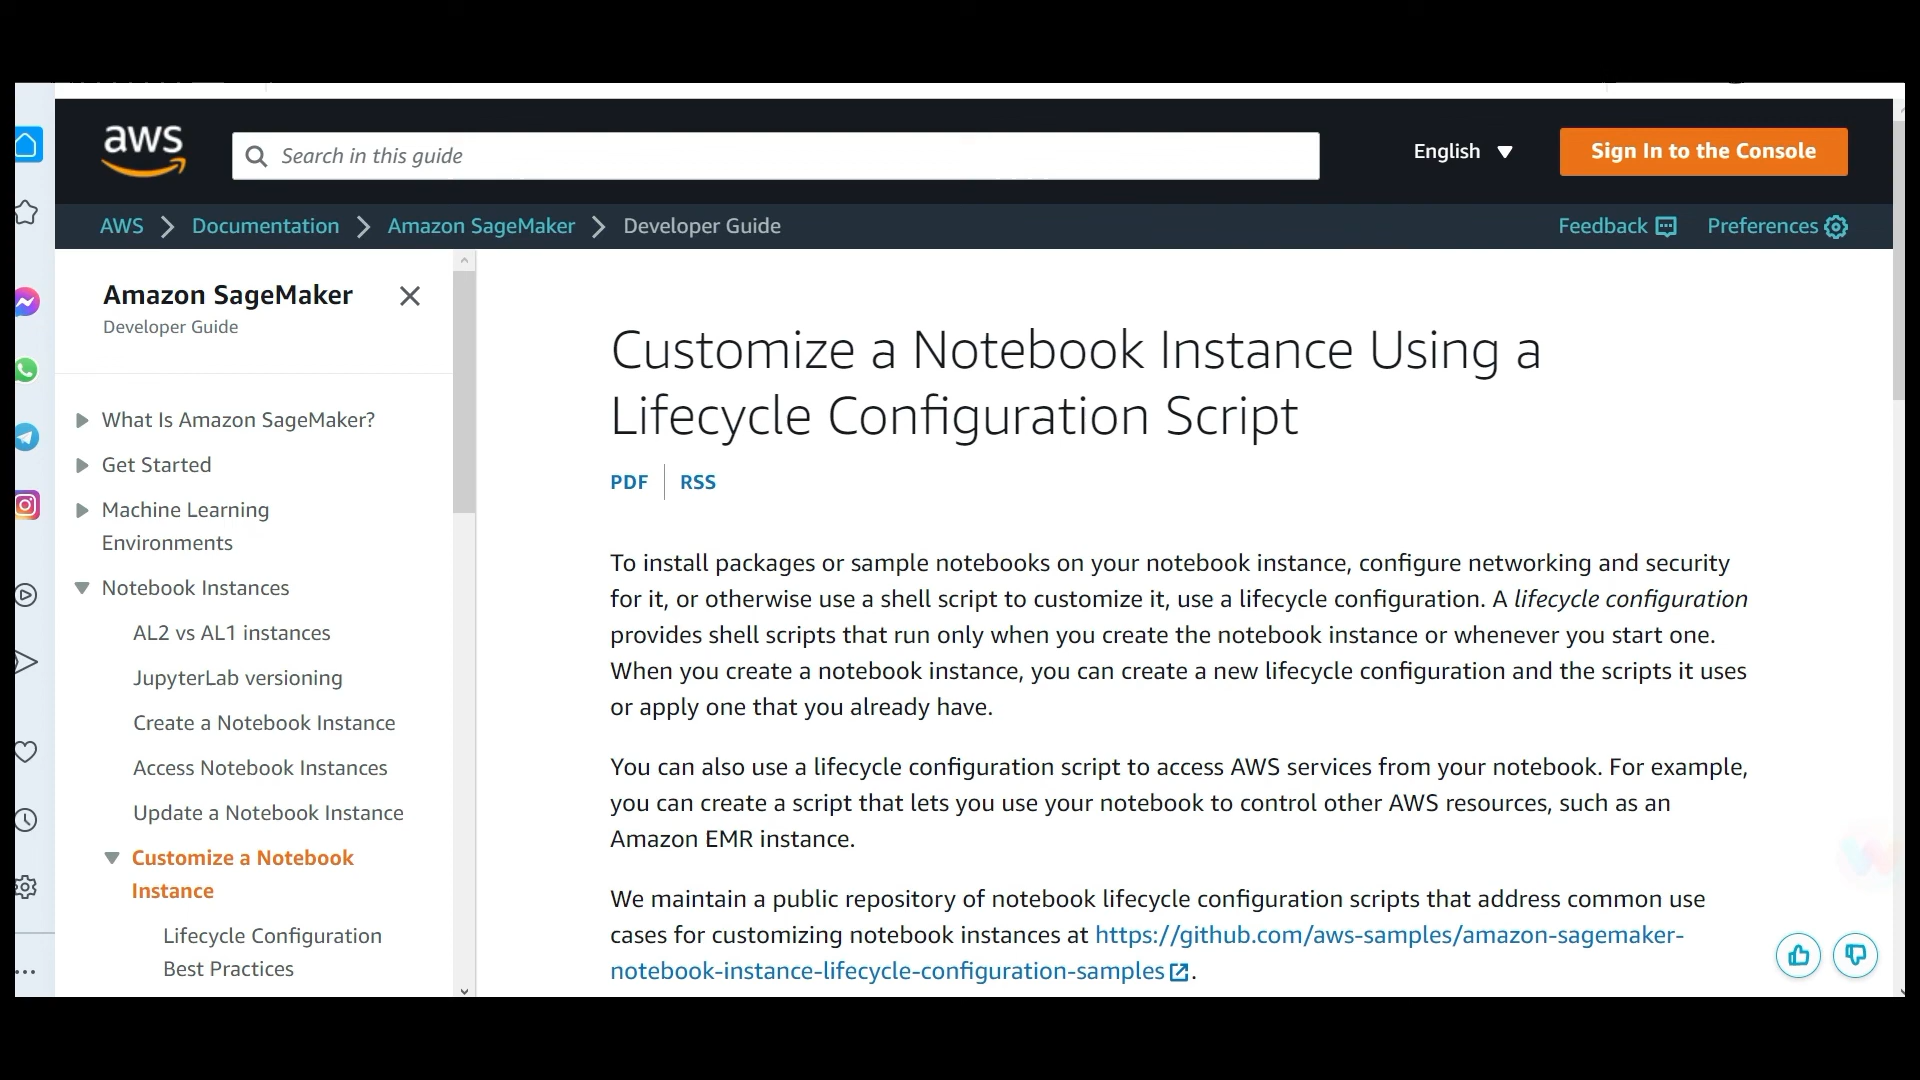 aws
Search in this guide
English
Sign In to the Console
AWS
Documentation
Amazon SageMaker
Developer Guide
Feedback
Preferences
Amazon SageMaker
Developer Guide
What Is Amazon SageMaker?
Get Started
Machine Learning
Environments
Notebook Instances
AL2 vs AL1 instances
JupyterLab versioning
Create a Notebook Instance
Access Notebook Instances
Update a Notebook Instance
Customize a Notebook
Instance
Lifecycle Configuration
Best Practices
Customize a Notebook Instance Using a
Lifecycle Configuration Script
PDF
RSS
To install packages or sample notebooks on your notebook instance, configure networking and security
for it, or otherwise use a shell script to customize it, use a lifecycle configuration. A lifecycle configuration
provides shell scripts that run only when you create the notebook instance or whenever you start one.
When you create a notebook instance, you can create a new lifecycle configuration and the scripts it uses
or apply one that you already have.
You can also use a lifecycle configuration script to access AWS services from your notebook. For example,
you can create a script that lets you use your notebook to control other AWS resources, such as an
Amazon EMR instance.
We maintain a public repository of notebook lifecycle configuration scripts that address common use
cases for customizing notebook instances at https://github.com/aws-samples/amazon-sagemaker-
notebook-instance-lifecycle-configuration-samples.